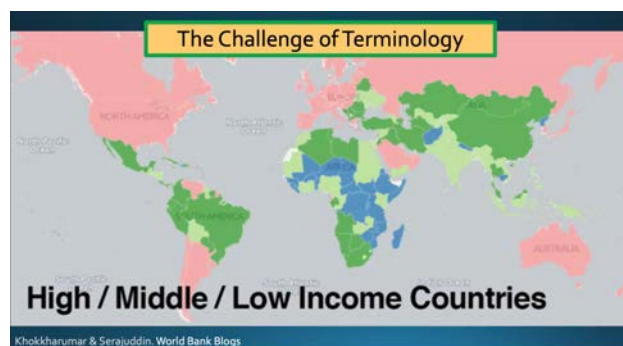 The Challenge of Terminology
NORTH AMERICA
SOUTH AMERICA
AFRICA
AUSTRALIA
High / Middle / Low Income Countries
Khokkharumar & Serajuddin. World Bank Blogs